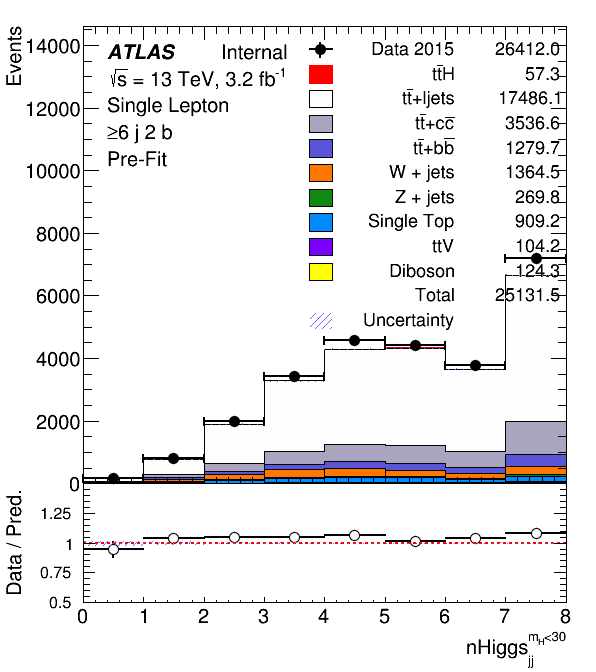 Events
14000
12000
10000
8000
6000
4000
2000
0
ATLAS Internal
√s = 13 TeV, 3.2 fb⁻¹
Single Lepton
≥6 j 2 b
Pre-Fit
Data 2015 26412.0
tt̄H 57.3
tt̄+ljets 17486.1
tt̄+cc̄ 3536.6
tt̄+bb̄ 1279.7
W + jets 1364.5
Z + jets 269.8
Single Top 909.2
ttV 104.2
Diboson 124.3
Total 25131.5
Uncertainty
Data / Pred.
1.25
1
0.75
0.5
0 1 2 3 4 5 6 7 8
nHiggs_jj^m_H<30